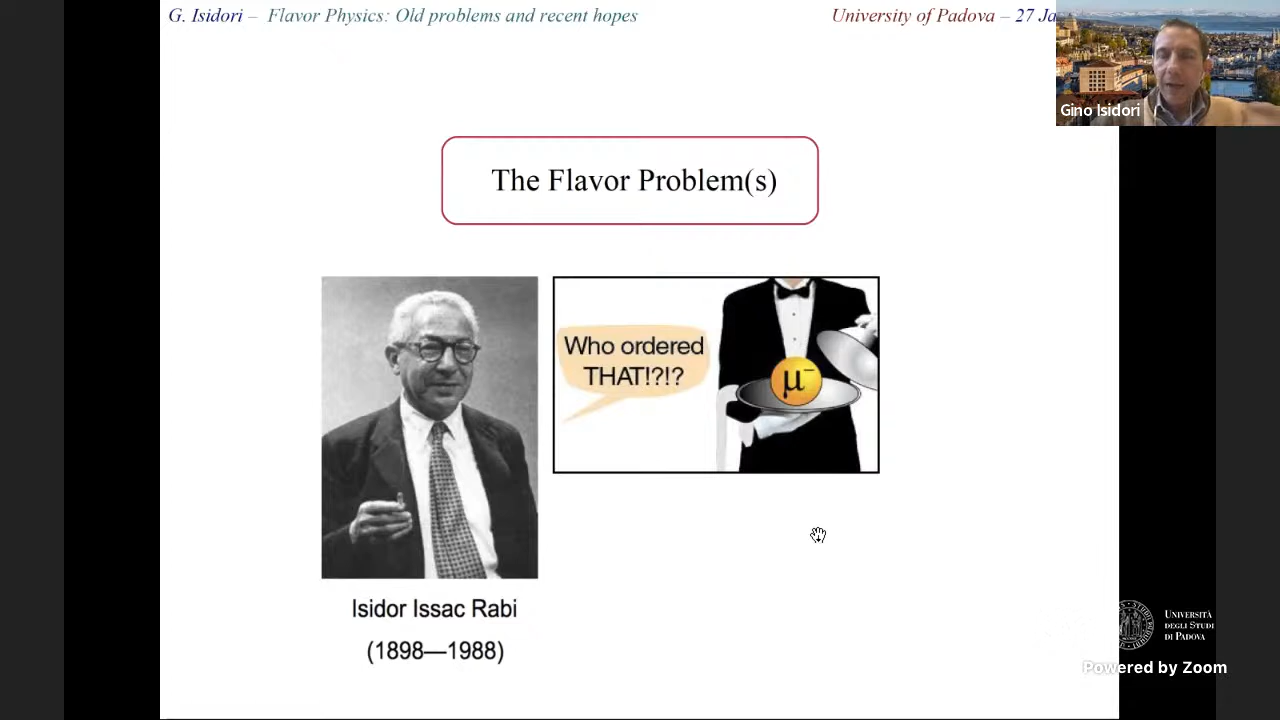 G. Isidori – Flavor Physics: Old problems and recent hopes
University of Padova – 27 Ja
Gino Isidori
The Flavor Problem(s)
Who ordered
THAT!?!?
μ⁻
Isidor Issac Rabi
(1898—1988)
UNIVERSITÀ
DEGLI STUDI
DI PADOVA
Powered by Zoom